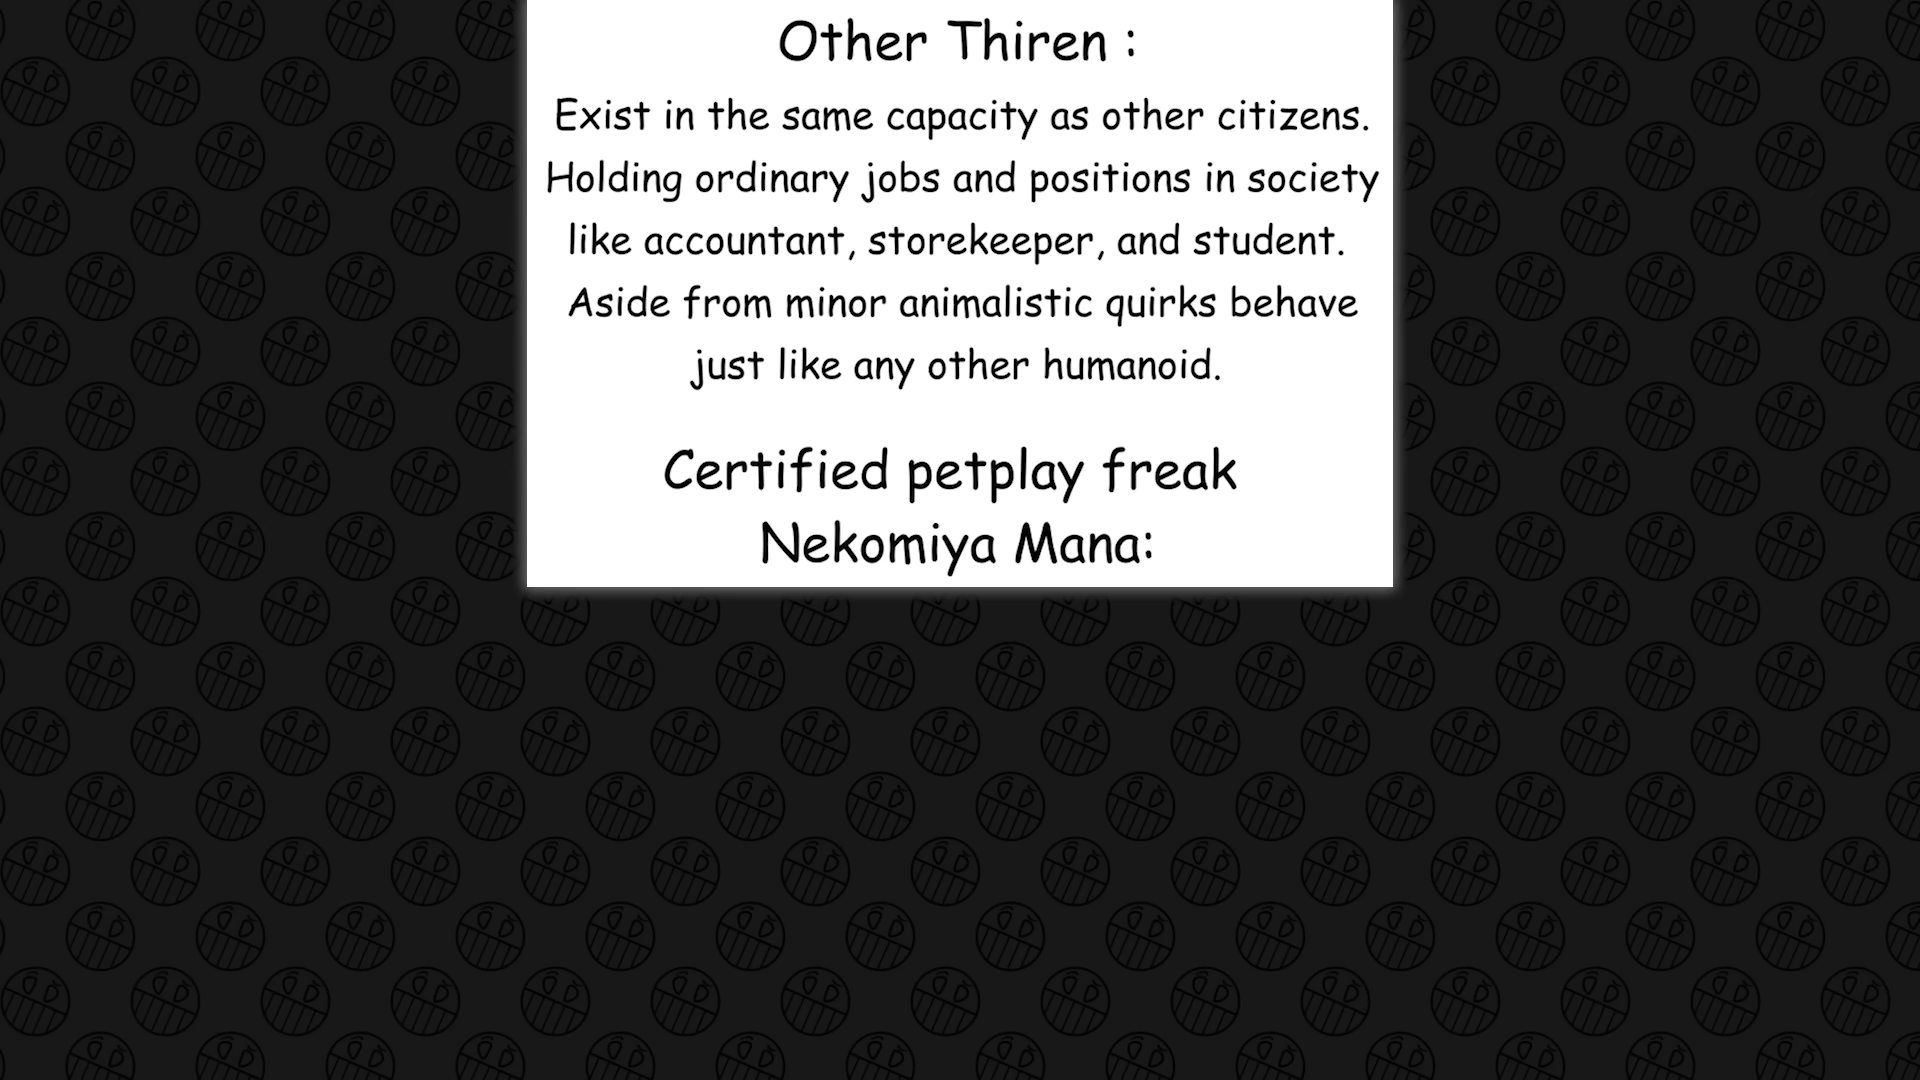 Other Thiren :
Exist in the same capacity as other citizens.
Holding ordinary jobs and positions in society
like accountant, storekeeper, and student.
Aside from minor animalistic quirks behave
just like any other humanoid.
Certified petplay freak
Nekomiya Mana: